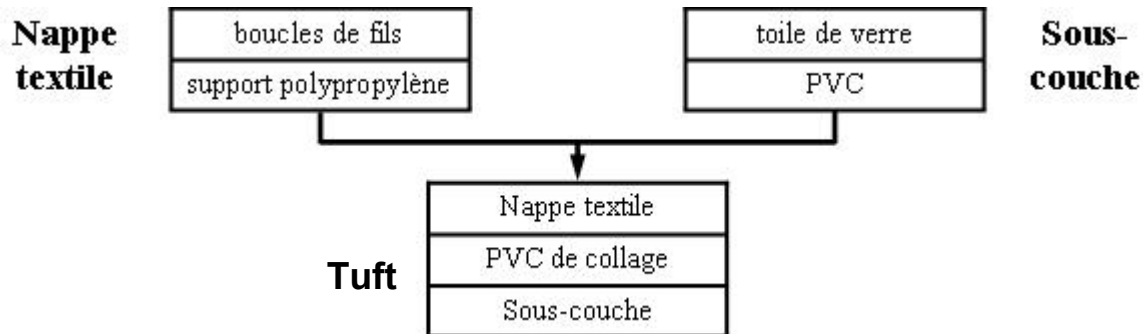 Nappe
textile
boucles de fils
support polypropylène
toile de verre
PVC
Sous-
couche
Nappe textile
PVC de collage
Sous-couche
Tuft